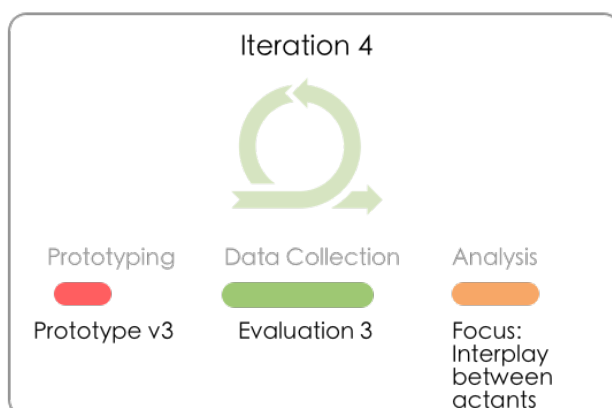 Iteration 4
Prototyping
Data Collection
Analysis
Prototype v3
Evaluation 3
Focus:
Interplay
between
actants